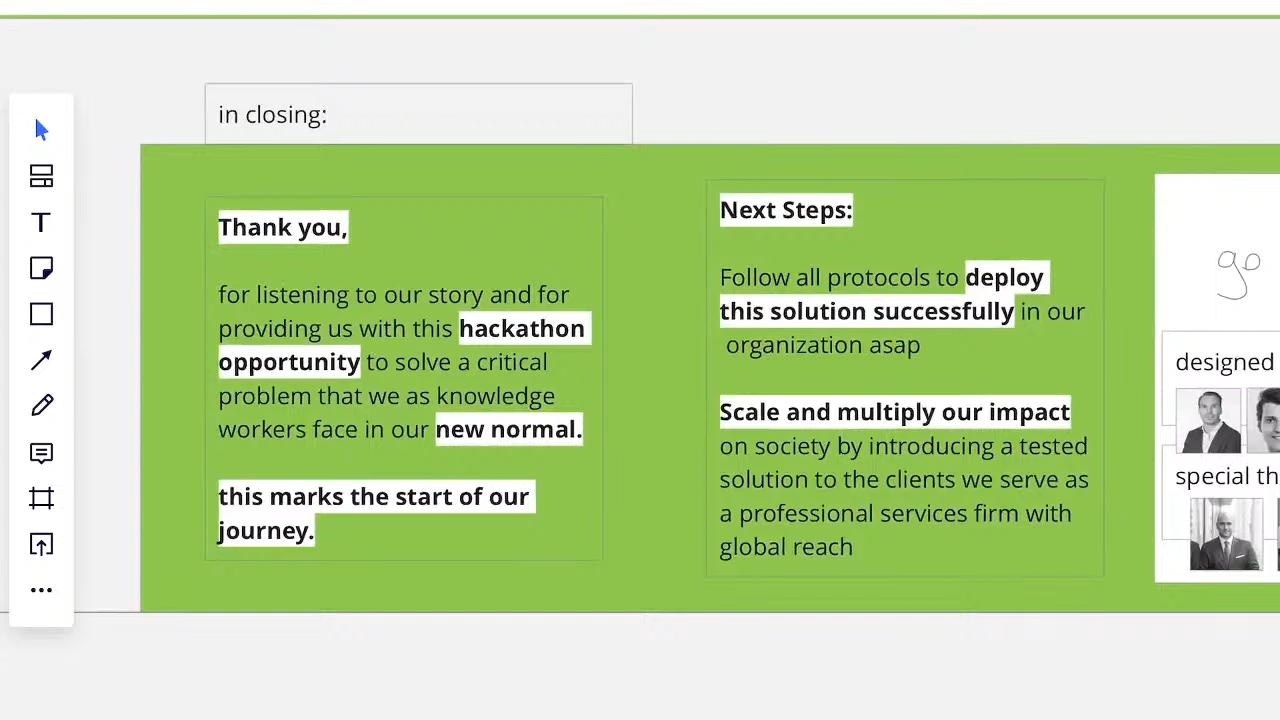 in closing:
Thank you,
for listening to our story and for
providing us with this hackathon
opportunity to solve a critical
problem that we as knowledge
workers face in our new normal.
this marks the start of our
journey.
Next Steps:
Follow all protocols to deploy
this solution successfully in our
organization asap
Scale and multiply our impact
on society by introducing a tested
solution to the clients we serve as
a professional services firm with
global reach
go
designed
special th
T